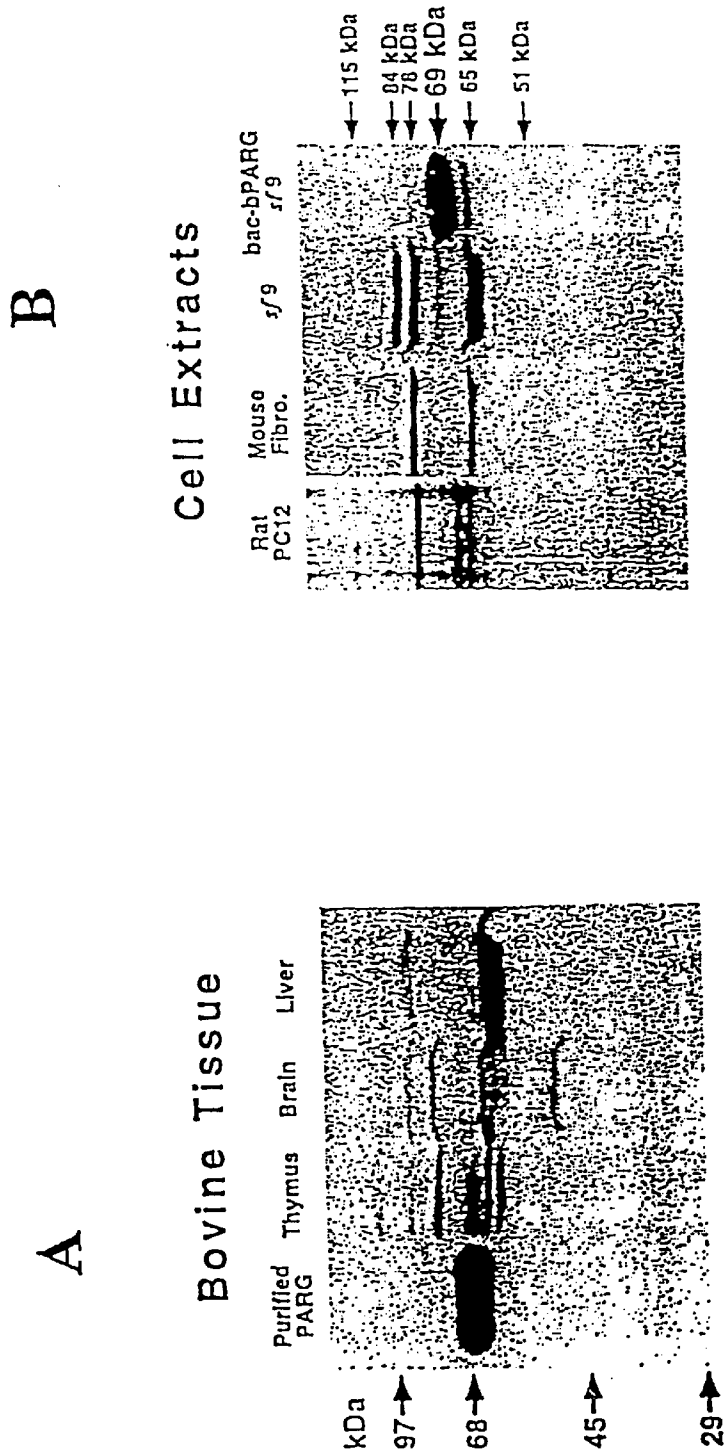 A
Bovine Tissue
Purified
PARG
Thymus
Brain
Liver
kDa
97
68
45
29
B
Cell Extracts
Rat
PC12
Mouse
Fibro.
sf9
bac-bPARG
sf9
115 kDa
84 kDa
78 kDa
69 kDa
65 kDa
51 kDa